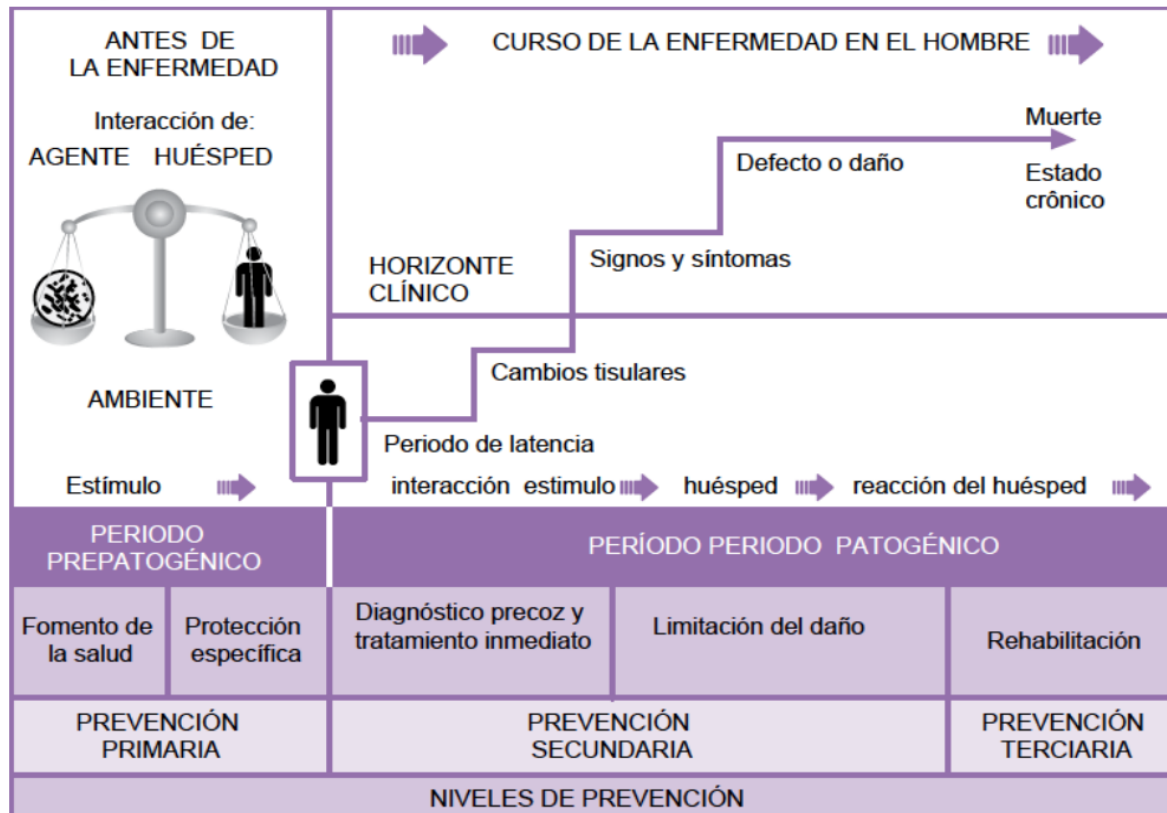 ANTES DE
LA ENFERMEDAD
Interacción de:
AGENTE HUÉSPED
AMBIENTE
Estímulo
CURSO DE LA ENFERMEDAD EN EL HOMBRE
Muerte
Defecto o daño
Estado
crônico
Signos y síntomas
HORIZONTE
CLÍNICO
Cambios tisulares
Periodo de latencia
interacción estimulo
huésped
reacción del huésped
PERIODO
PREPATOGÉNICO
PERÍODO PERIODO PATOGÉNICO
Fomento de
la salud
Protección
específica
Diagnóstico precoz y
tratamiento inmediato
Limitación del daño
Rehabilitación
PREVENCIÓN
PRIMARIA
PREVENCIÓN
SECUNDARIA
PREVENCIÓN
TERCIARIA
NIVELES DE PREVENCIÓN